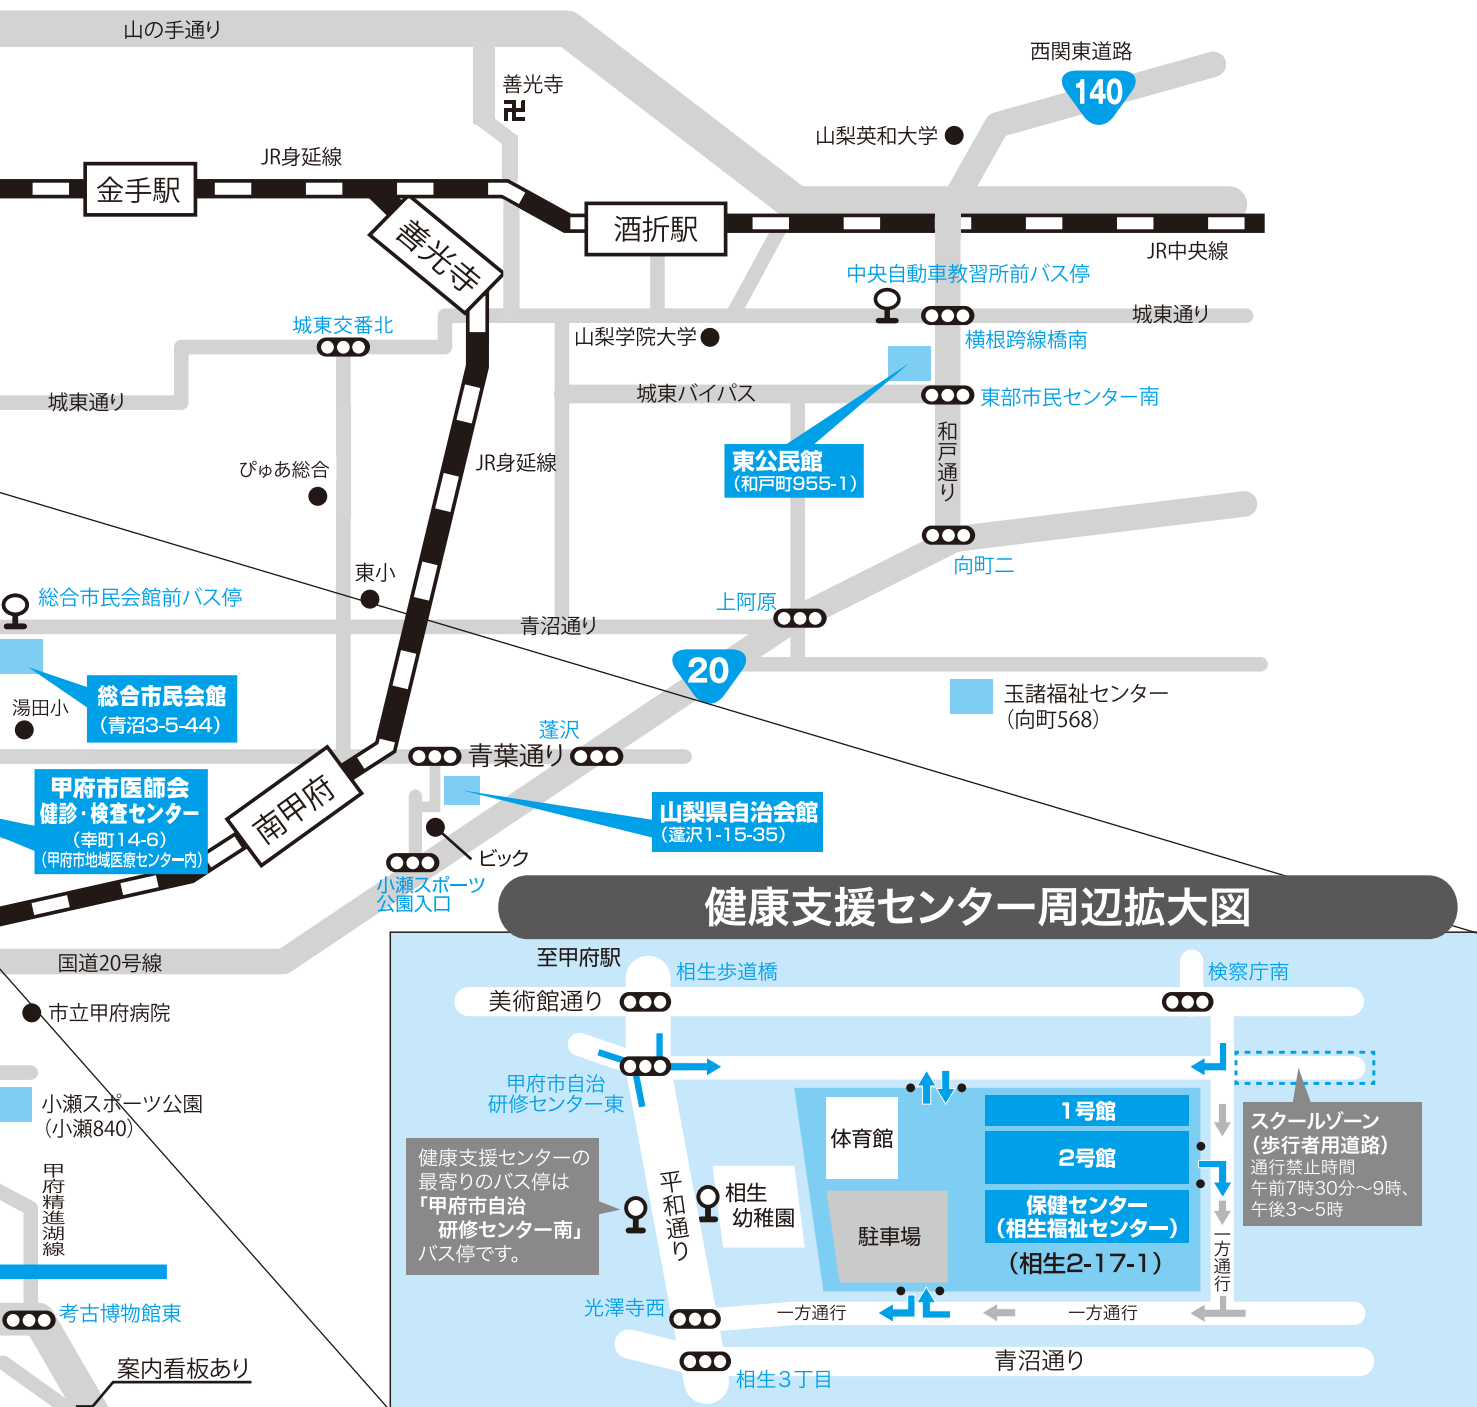 山の手通り
西関東道路
140
善光寺
山梨英和大学
JR身延線
金手駅
善光寺
酒折駅
JR中央線
中央自動車教習所前バス停
城東通り
城東交番北
山梨学院大学
横根跨線橋南
城東通り
城東バイパス
東部市民センター南
和戸通り
東公民館
(和戸町955-1)
ぴゅあ総合
JR身延線
向町二
東小
総合市民会館前バス停
上阿原
青沼通り
20
総合市民会館
(青沼3-5-44)
湯田小
玉諸福祉センター
(向町568)
蓬沢
青葉通り
南甲府
甲府市医師会
健診・検査センター
(幸町14-6)
(甲府市地域医療センター内)
山梨県自治会館
(蓬沢1-15-35)
ビック
小瀬スポーツ
公園入口
国道20号線
市立甲府病院
小瀬スポーツ公園
(小瀬840)
甲府精進湖線
考古博物館東
案内看板あり
健康支援センター周辺拡大図
至甲府駅
相生歩道橋
検察庁南
美術館通り
甲府市自治
研修センター東
健康支援センターの
最寄りのバス停は
「甲府市自治
研修センター南」
バス停です。
平和通り
相生
幼稚園
体育館
駐車場
1号館
2号館
保健センター
(相生福祉センター)
(相生2-17-1)
スクールゾーン
(歩行者用道路)
通行禁止時間
午前7時30分〜9時、
午後3〜5時
一方通行
光澤寺西
一方通行
一方通行
青沼通り
相生3丁目